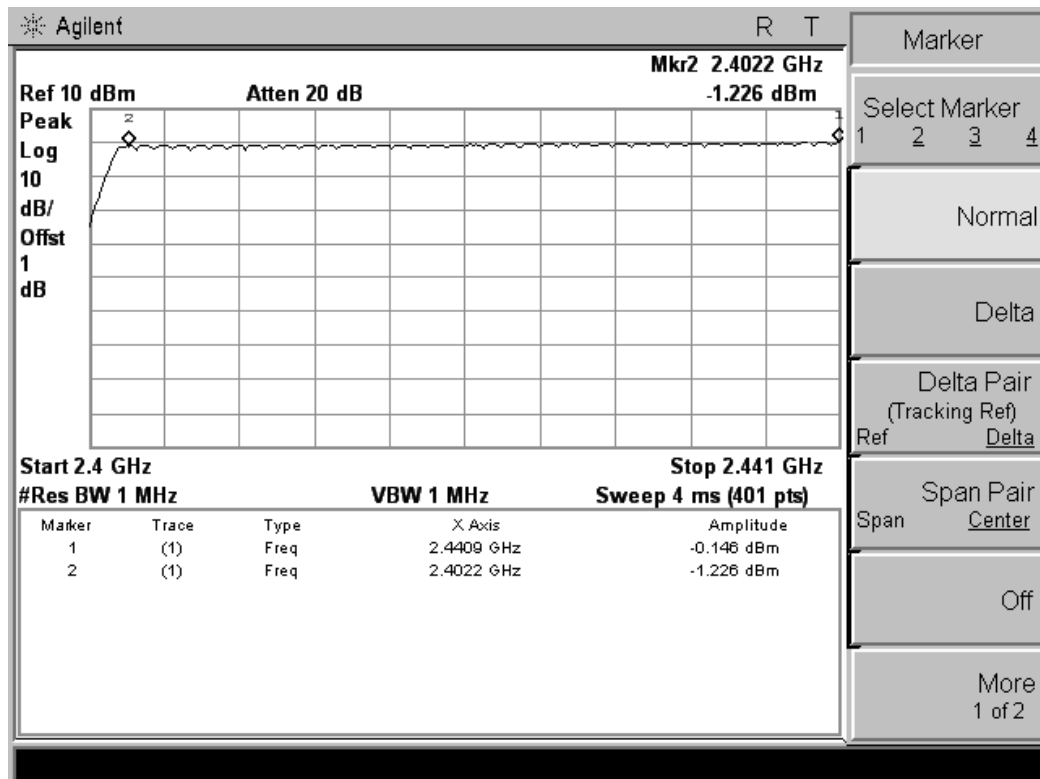 Agilent R T
Mkr2 2.4022 GHz
Ref 10 dBm Atten 20 dB -1.226 dBm
Peak
Log
10
dB/
Offst
1
dB
2
1
Start 2.4 GHz Stop 2.441 GHz
#Res BW 1 MHz VBW 1 MHz Sweep 4 ms (401 pts)
Marker Trace Type X Axis Amplitude
1 (1) Freq 2.4409 GHz -0.146 dBm
2 (1) Freq 2.4022 GHz -1.226 dBm
Marker
Select Marker
1 2 3 4
Normal
Delta
Delta Pair
(Tracking Ref)
Ref Delta
Span Pair
Span Center
Off
More
1 of 2